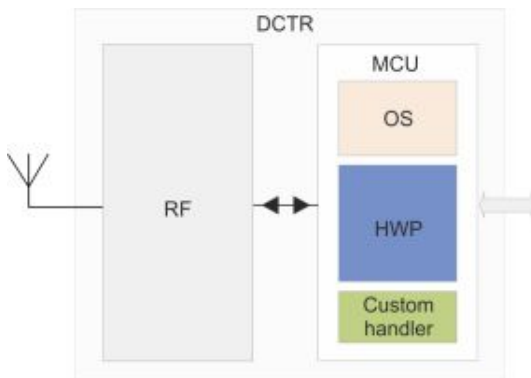 DCTR
MCU
OS
RF
HWP
Custom
handler